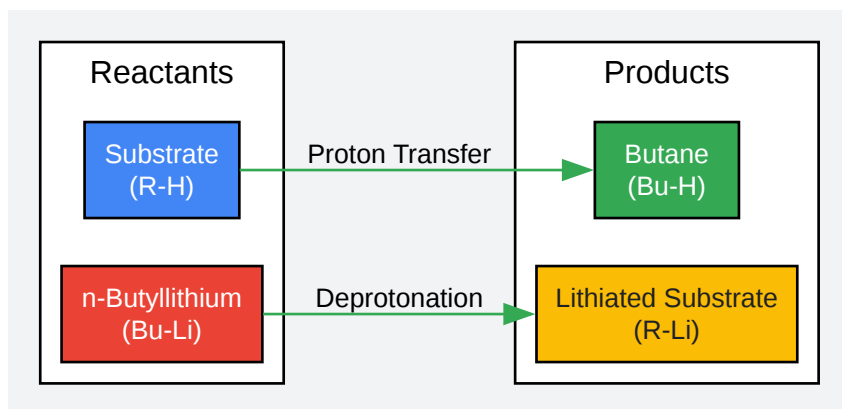 Reactants
Products
Substrate
(R-H)
Proton Transfer
Butane
(Bu-H)
n-Butyllithium
(Bu-Li)
Deprotonation
Lithiated Substrate
(R-Li)